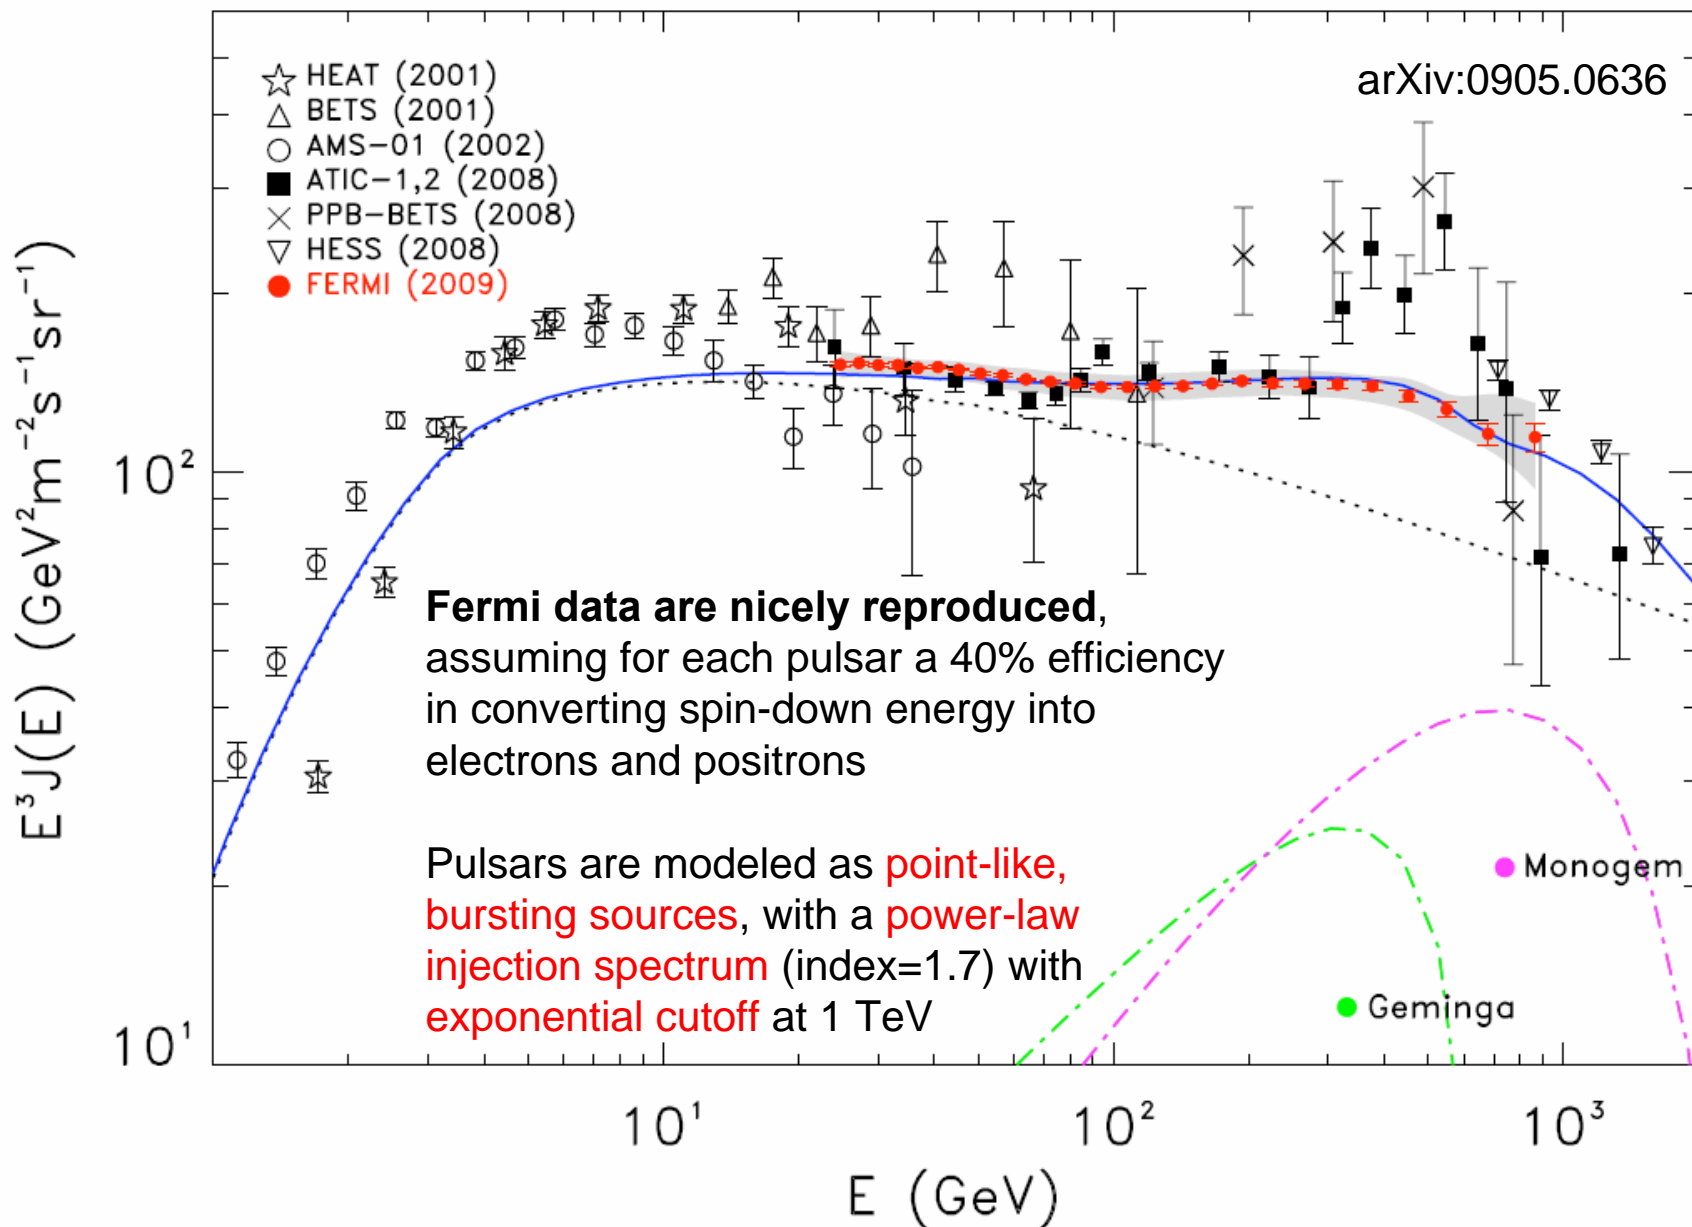 HEAT (2001)
BETS (2001)
AMS-01 (2002)
ATIC-1,2 (2008)
PPB-BETS (2008)
HESS (2008)
FERMI (2009)
arXiv:0905.0636
E³J(E) (GeV²m⁻²s⁻¹sr⁻¹)
10²
10¹
Fermi data are nicely reproduced,
assuming for each pulsar a 40% efficiency
in converting spin-down energy into
electrons and positrons
Pulsars are modeled as point-like,
bursting sources, with a power-law
injection spectrum (index=1.7) with
exponential cutoff at 1 TeV
Monogem
Geminga
10¹ 10² 10³
E (GeV)